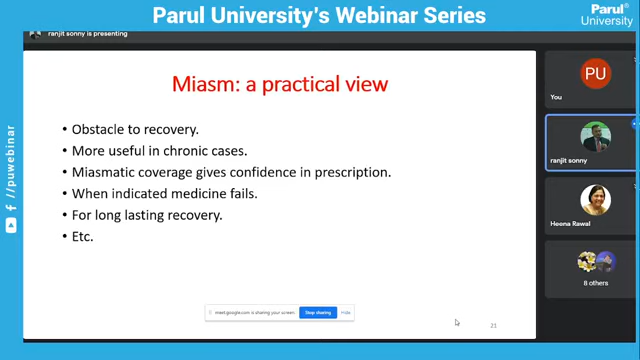 Parul University's Webinar Series
Parul®
University
ranjit sonny is presenting
Miasm: a practical view
• Obstacle to recovery.
• More useful in chronic cases.
• Miasmatic coverage gives confidence in prescription.
• When indicated medicine fails.
• For long lasting recovery.
• Etc.
meet.google.com is sharing your screen.
Stop sharing
Hide
21
PU
You
ranjit sonny
Heena Rawal
8 others
//puwebinar